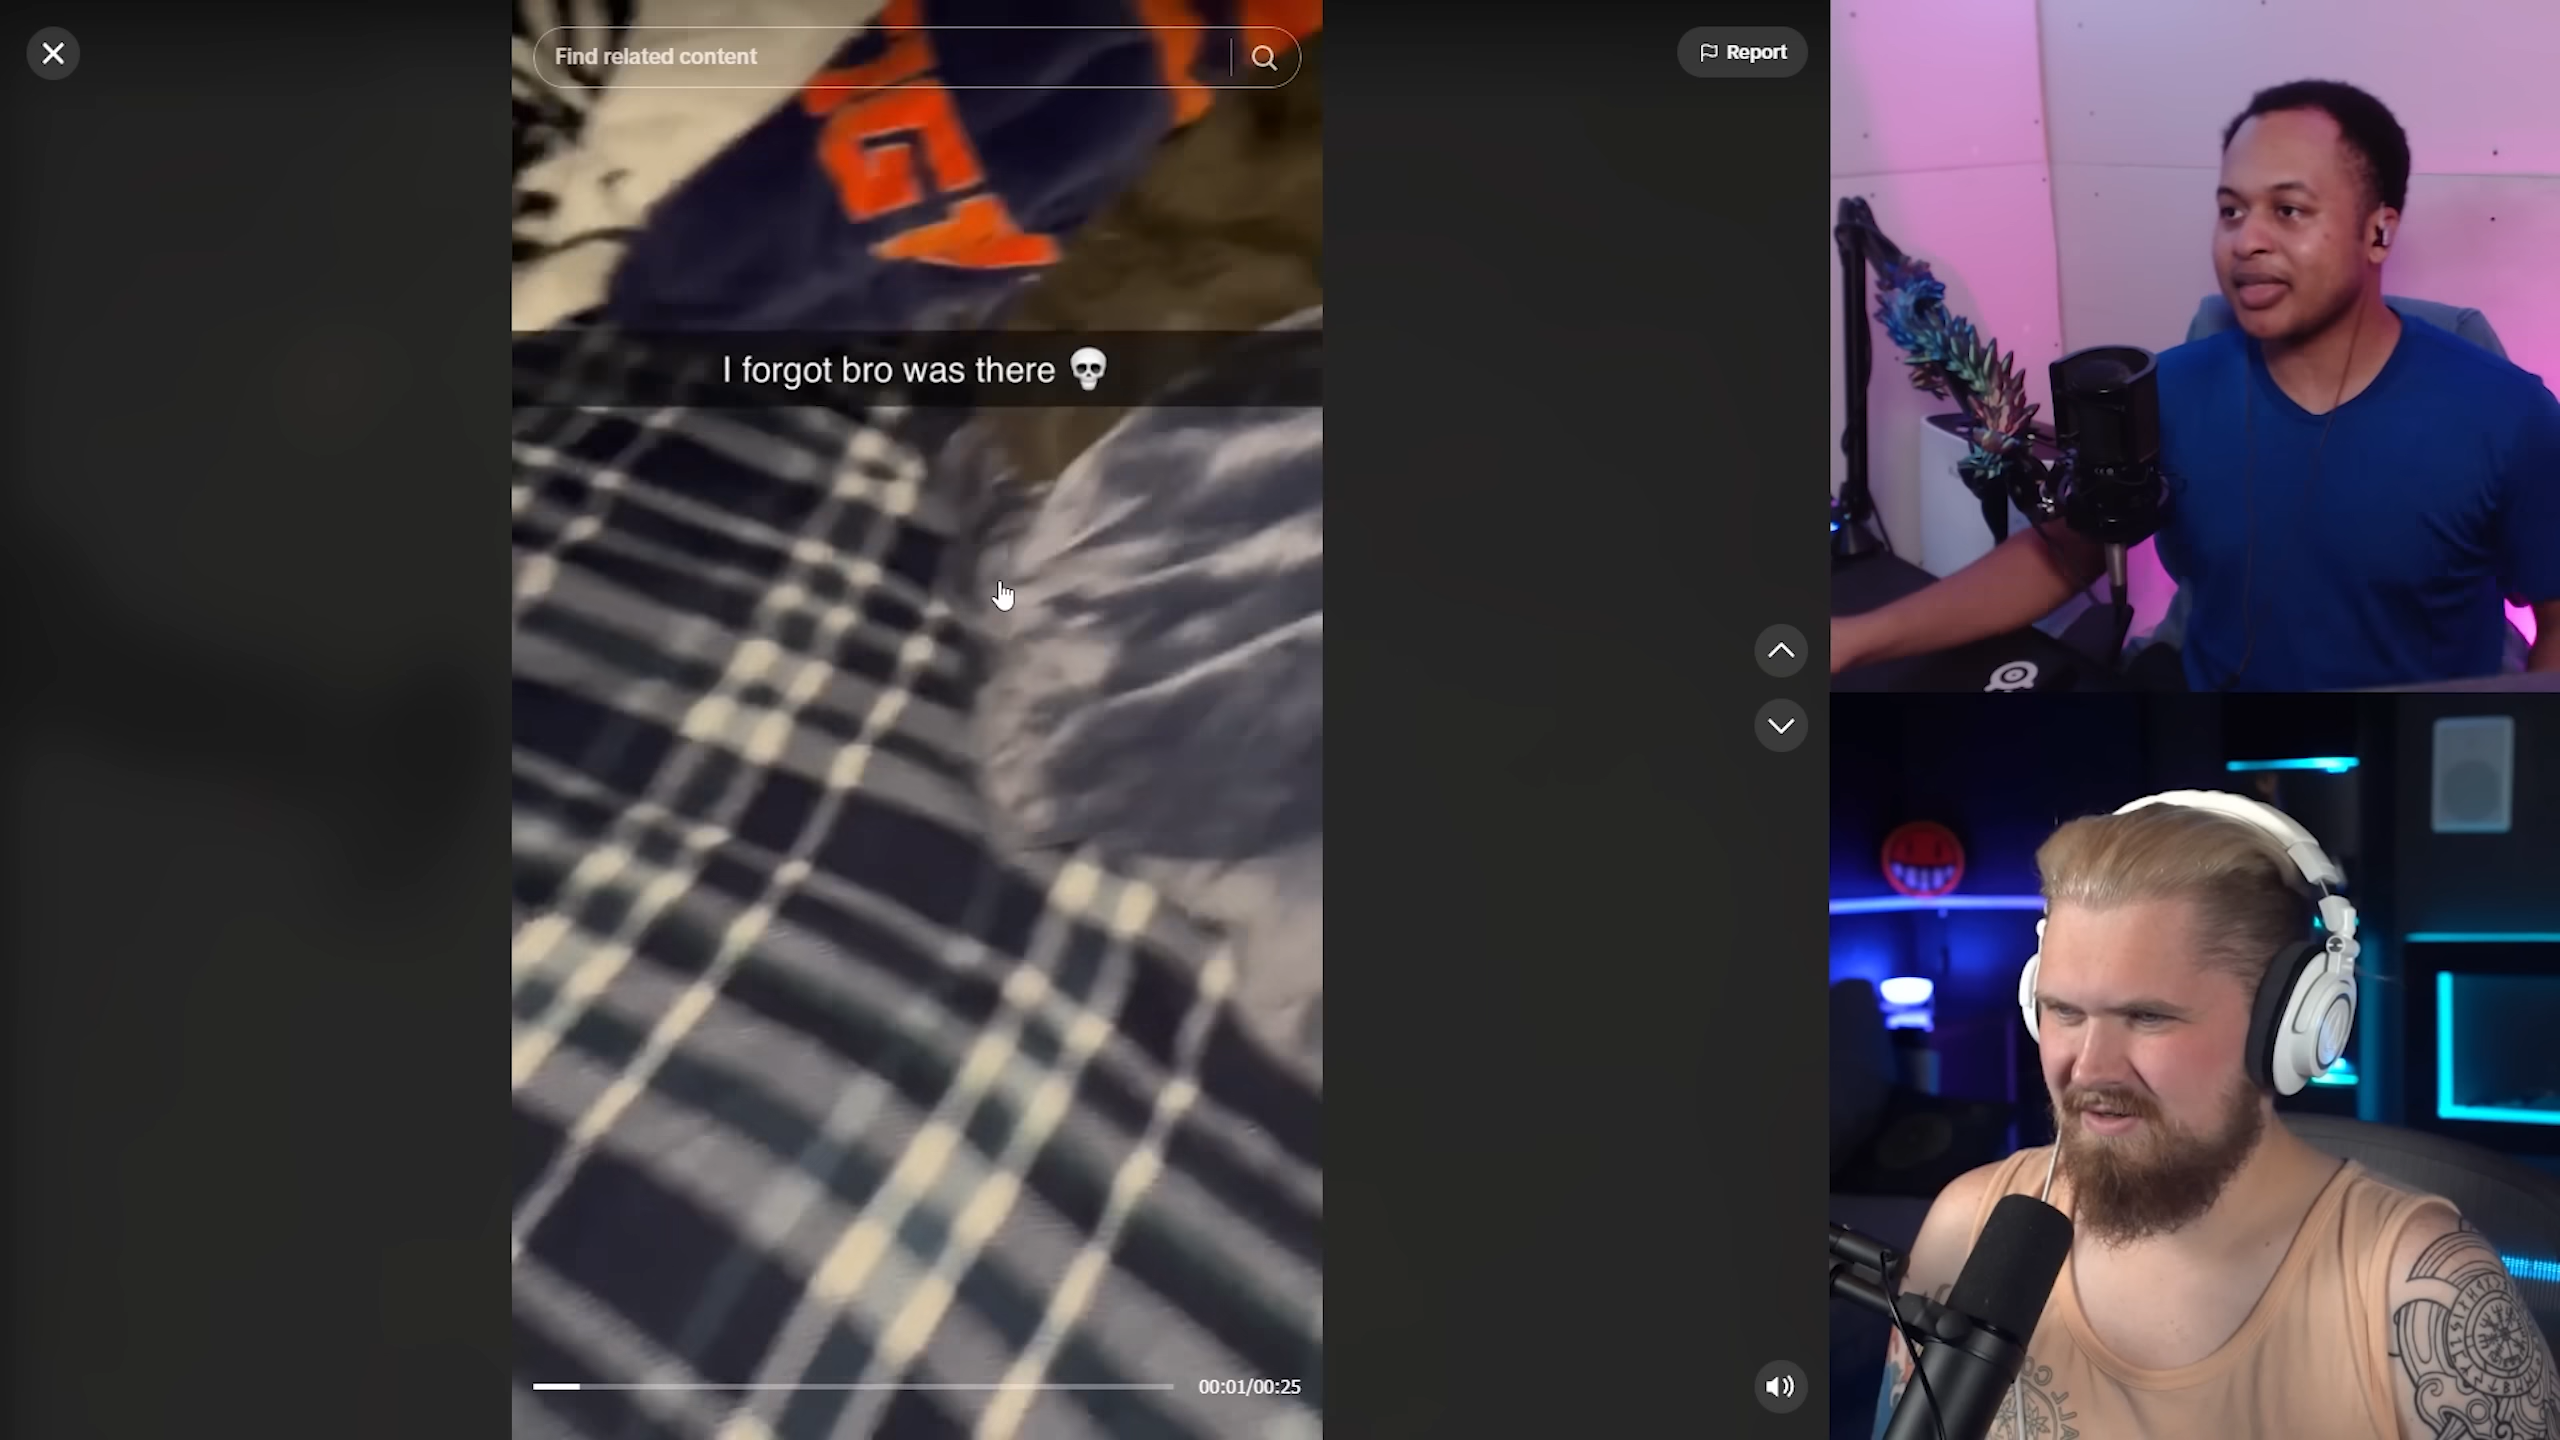 Find related content
Report
I forgot bro was there 💀
00:01/00:25